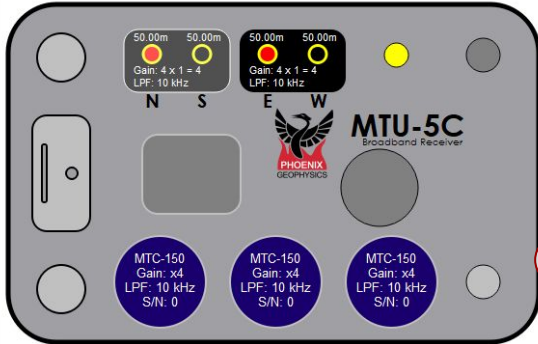 50.00m 50.00m
Gain: 4 x 1 = 4
LPF: 10 kHz
N S
50.00m 50.00m
Gain: 4 x 1 = 4
LPF: 10 kHz
E W
PHOENIX
GEOPHYSICS
MTU-5C
Broadband Receiver
MTC-150
Gain: x4
LPF: 10 kHz
S/N: 0
MTC-150
Gain: x4
LPF: 10 kHz
S/N: 0
MTC-150
Gain: x4
LPF: 10 kHz
S/N: 0